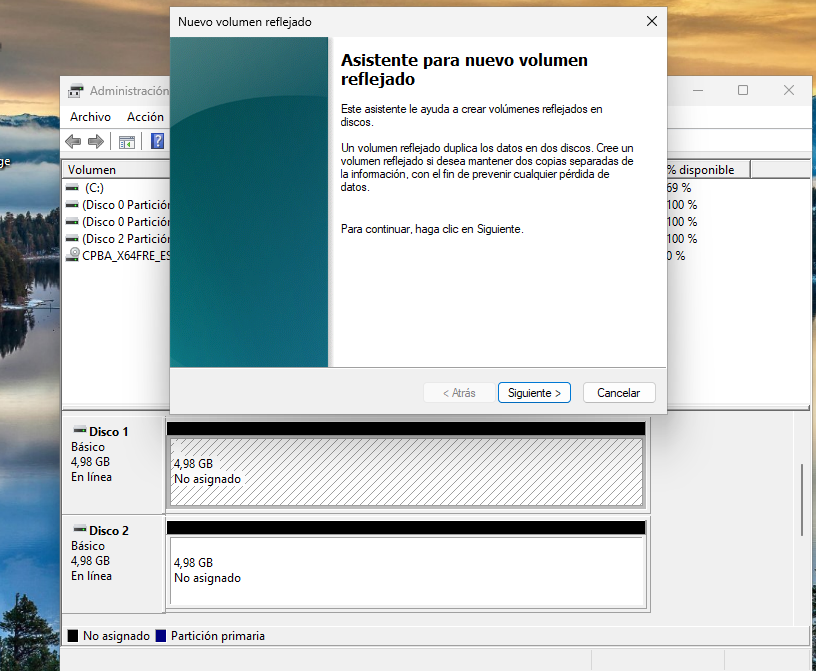 Nuevo volumen reflejado
Asistente para nuevo volumen
reflejado
Este asistente le ayuda a crear volúmenes reflejados en
discos.
Un volumen reflejado duplica los datos en dos discos. Cree un
volumen reflejado si desea mantener dos copias separadas de
la información, con el fin de prevenir cualquier pérdida de
datos.
Para continuar, haga clic en Siguiente.
< Atrás
Siguiente >
Cancelar
Administración
Archivo Acción
ge
Volumen % disponible
(C:) 69 %
(Disco 0 Partición 100 %
(Disco 0 Partición 100 %
(Disco 2 Partición 100 %
CPBA_X64FRE_ES 0 %
Disco 1
Básico
4,98 GB
En línea
4,98 GB
No asignado
Disco 2
Básico
4,98 GB
En línea
4,98 GB
No asignado
No asignado Partición primaria